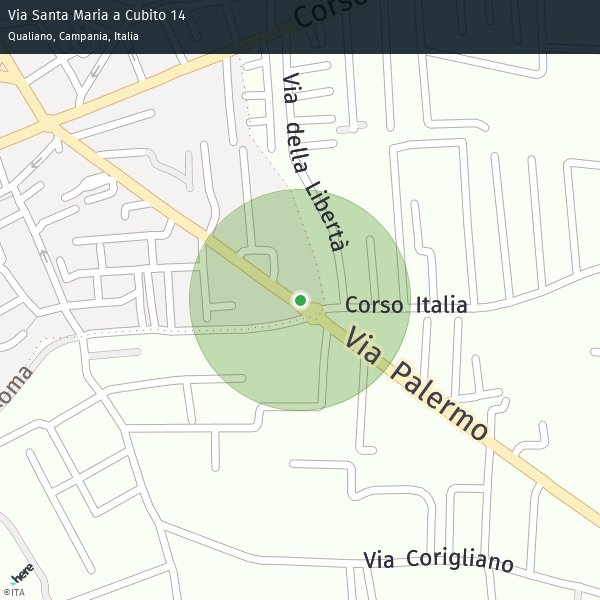 Via Santa Maria a Cubito 14
Qualiano, Campania, Italia
Corso
Via della Libertà
Corso Italia
Via Palermo
Via Corigliano
here
©ITA